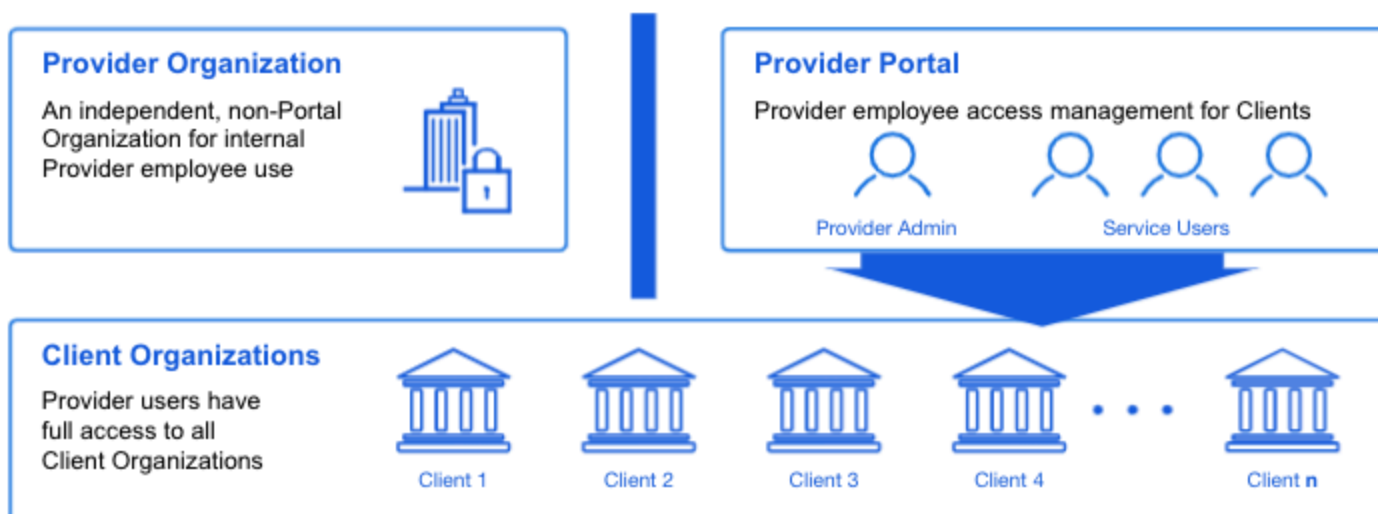 Provider Organization
An independent, non-Portal
Organization for internal
Provider employee use
Provider Portal
Provider employee access management for Clients
Provider Admin
Service Users
Client Organizations
Provider users have
full access to all
Client Organizations
Client 1
Client 2
Client 3
Client 4
Client n